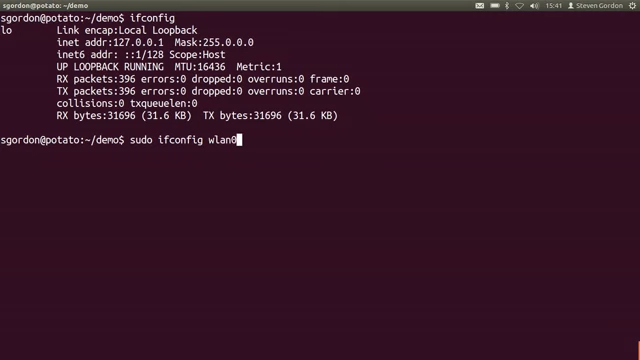 sgordon@potato: ~/demo
15:41
Steven Gordon
sgordon@potato:~/demo$ ifconfig
lo        Link encap:Local Loopback
          inet addr:127.0.0.1  Mask:255.0.0.0
          inet6 addr: ::1/128 Scope:Host
          UP LOOPBACK RUNNING  MTU:16436  Metric:1
          RX packets:396 errors:0 dropped:0 overruns:0 frame:0
          TX packets:396 errors:0 dropped:0 overruns:0 carrier:0
          collisions:0 txqueuelen:0
          RX bytes:31696 (31.6 KB)  TX bytes:31696 (31.6 KB)
sgordon@potato:~/demo$ sudo ifconfig wlan0